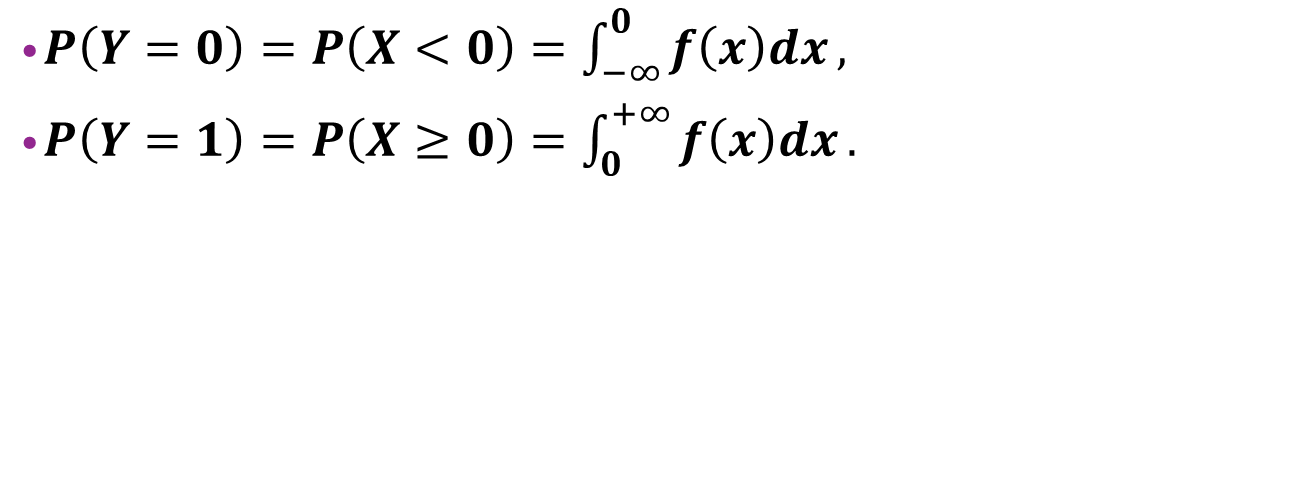 • P(Y = 0) = P(X < 0) = ∫_{−∞}^{0} f(x)dx,
• P(Y = 1) = P(X ≥ 0) = ∫_{0}^{+∞} f(x)dx.